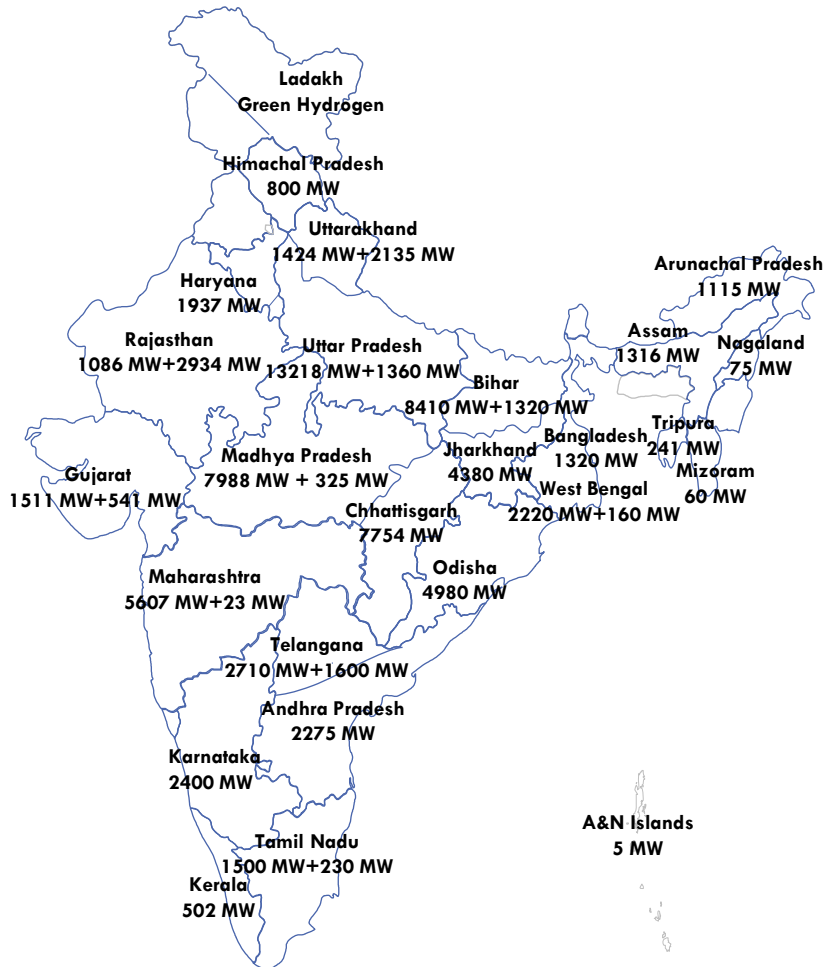 Ladakh
Green Hydrogen
Himachal Pradesh
800 MW
Uttarakhand
1424 MW+2135 MW
Haryana
1937 MW
Arunachal Pradesh
1115 MW
Rajasthan
1086 MW+2934 MW
Uttar Pradesh
13218 MW+1360 MW
Assam
1316 MW
Nagaland
75 MW
Bihar
8410 MW+1320 MW
Madhya Pradesh
7988 MW + 325 MW
Jharkhand
4380 MW
Bangladesh
1320 MW
Tripura
241 MW
Mizoram
60 MW
Gujarat
1511 MW+541 MW
West Bengal
2220 MW+160 MW
Chhattisgarh
7754 MW
Maharashtra
5607 MW+23 MW
Odisha
4980 MW
Telangana
2710 MW+1600 MW
Andhra Pradesh
2275 MW
Karnataka
2400 MW
A&N Islands
5 MW
Tamil Nadu
1500 MW+230 MW
Kerala
502 MW